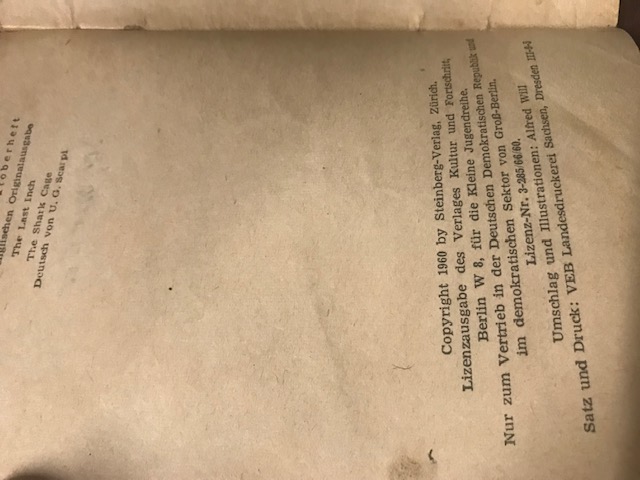 Oktoberheft
englischen Originalausgabe
The Last Inch
The Shark Cage
Deutsch von U. G. Scarpi
Copyright 1960 by Steinberg-Verlag, Zürich.
Lizenzausgabe des Verlages Kultur und Fortschritt,
Berlin W 8, für die Kleine Jugendreihe.
Nur zum Vertrieb in der Deutschen Demokratischen Republik und
im demokratischen Sektor von Groß-Berlin.
Lizenz-Nr. 3-285/66/60.
Umschlag und Illustrationen: Alfred Will
Satz und Druck: VEB Landesdruckerei Sachsen, Dresden III-9-4